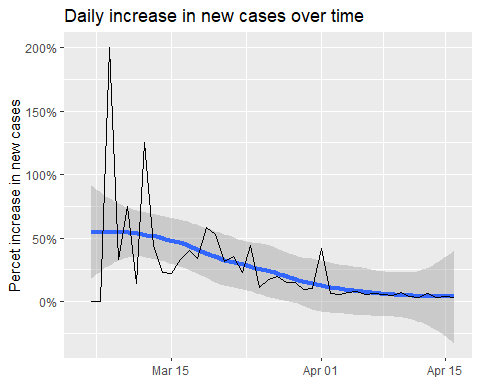 Daily increase in new cases over time
Percet increase in new cases
200%
150%
100%
50%
0%
Mar 15
Apr 01
Apr 15